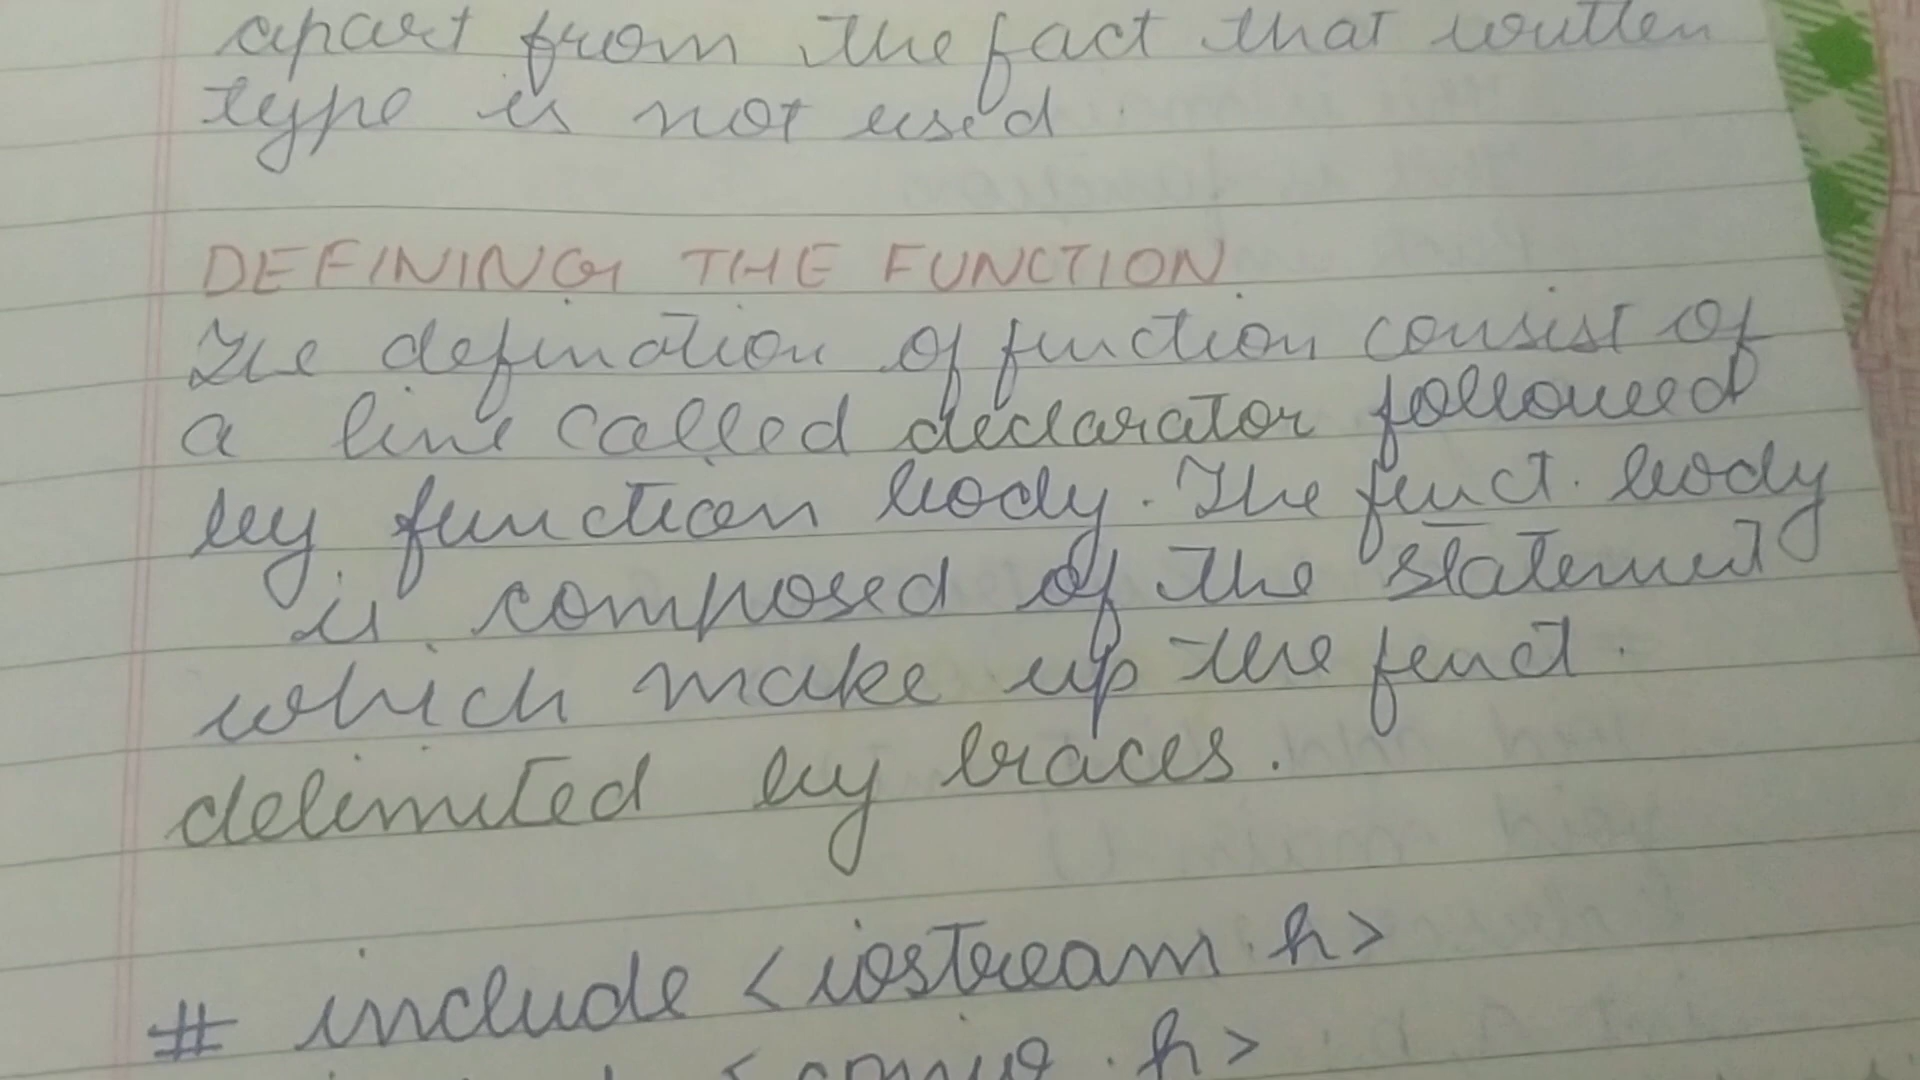 apart from the fact that written
type is not used.
DEFINING THE FUNCTION
The defination of function consist of
a line called declarator followed
by function body. The funct. body
is composed of the statement
which make up the funct.
delimited by braces.
# include <iostream.h>
<conio.h>